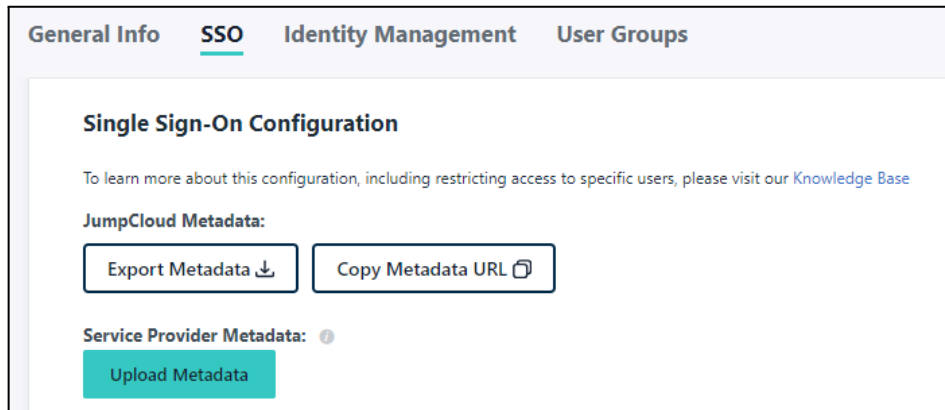 General Info SSO Identity Management User Groups
Single Sign-On Configuration
To learn more about this configuration, including restricting access to specific users, please visit our Knowledge Base
JumpCloud Metadata:
Export Metadata Copy Metadata URL
Service Provider Metadata: i
Upload Metadata